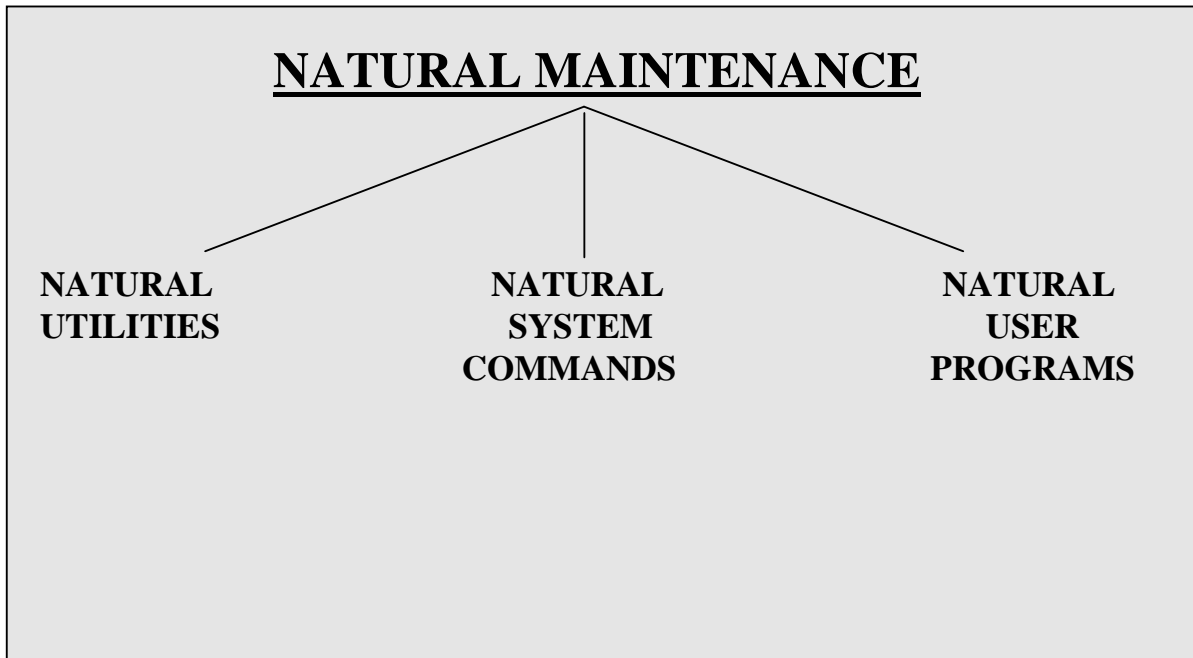 NATURAL MAINTENANCE
NATURAL
UTILITIES
NATURAL
SYSTEM
COMMANDS
NATURAL
USER
PROGRAMS